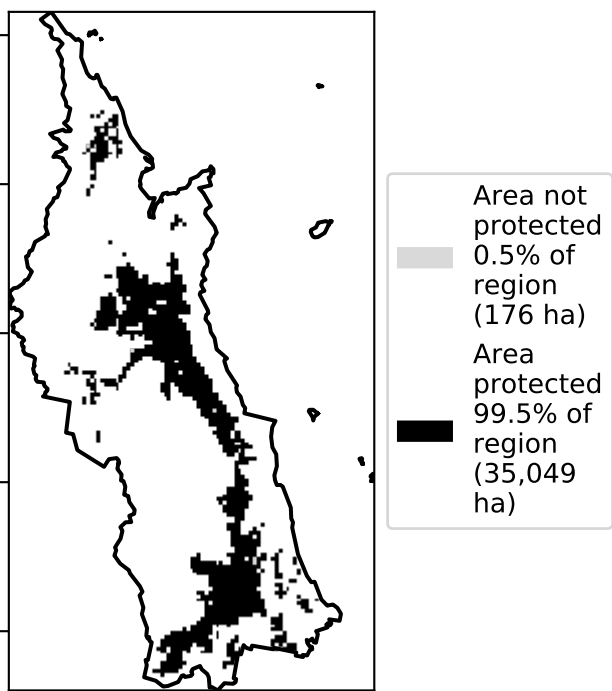 Area not
protected
0.5% of
region
(176 ha)
Area
protected
99.5% of
region
(35,049
ha)